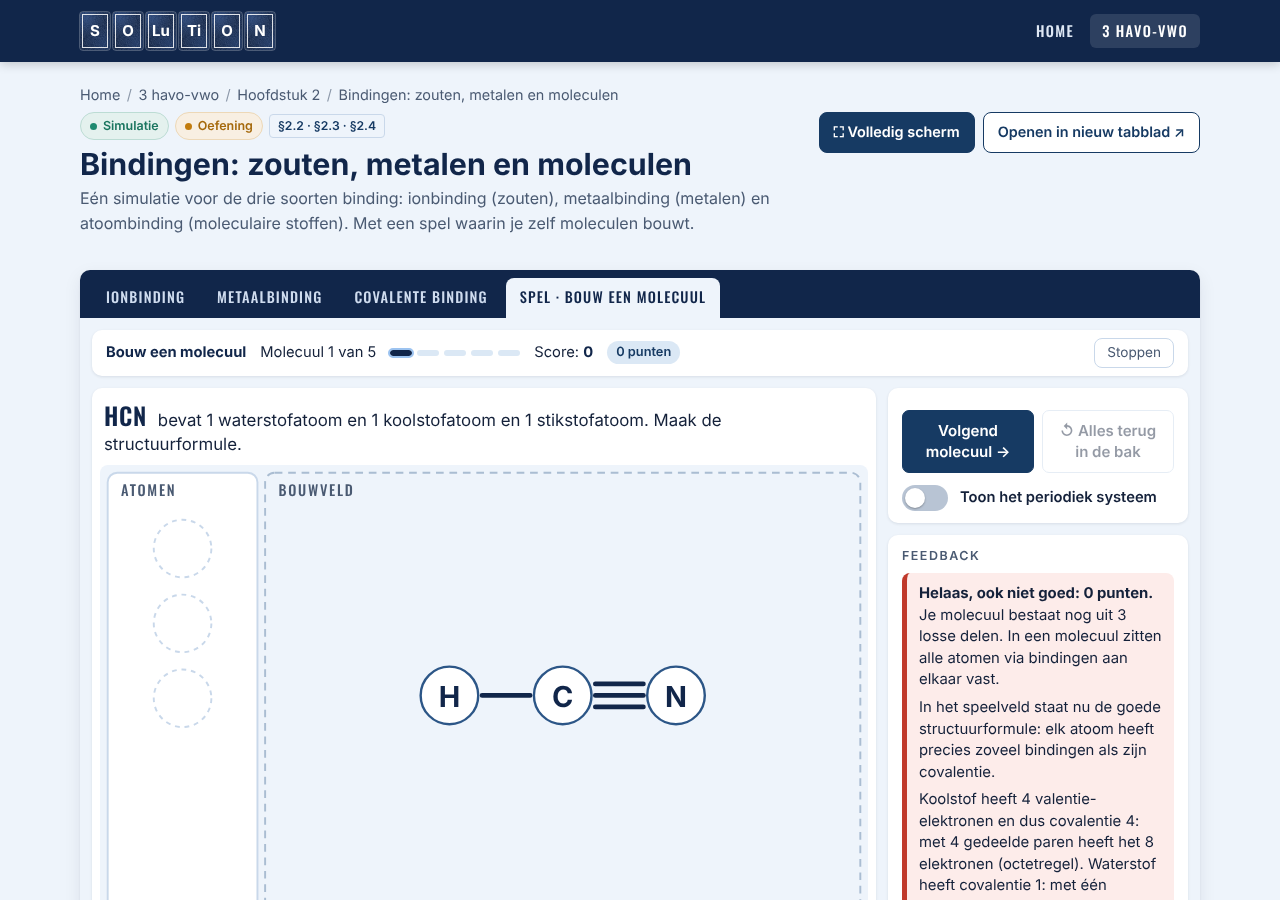 S O Lu Ti O N
HOME
3 HAVO-VWO
Home / 3 havo-vwo / Hoofdstuk 2 / Bindingen: zouten, metalen en moleculen
Simulatie
Oefening
§2.2 · §2.3 · §2.4
Volledig scherm
Openen in nieuw tabblad ↗
Bindingen: zouten, metalen en moleculen
Eén simulatie voor de drie soorten binding: ionbinding (zouten), metaalbinding (metalen) en
atoombinding (moleculaire stoffen). Met een spel waarin je zelf moleculen bouwt.
IONBINDING
METAALBINDING
COVALENTE BINDING
SPEL · BOUW EEN MOLECUUL
Bouw een molecuul
Molecuul 1 van 5
Score: 0
0 punten
Stoppen
HCN bevat 1 waterstofatoom en 1 koolstofatoom en 1 stikstofatoom. Maak de
structuurformule.
ATOMEN
BOUWVELD
H
C
N
Volgend
molecuul →
↺ Alles terug
in de bak
Toon het periodiek systeem
FEEDBACK
Helaas, ook niet goed: 0 punten.
Je molecuul bestaat nog uit 3
losse delen. In een molecuul zitten
alle atomen via bindingen aan
elkaar vast.
In het speelveld staat nu de goede
structuurformule: elk atoom heeft
precies zoveel bindingen als zijn
covalentie.
Koolstof heeft 4 valentie-
elektronen en dus covalentie 4:
met 4 gedeelde paren heeft het 8
elektronen (octetregel). Waterstof
heeft covalentie 1: met één